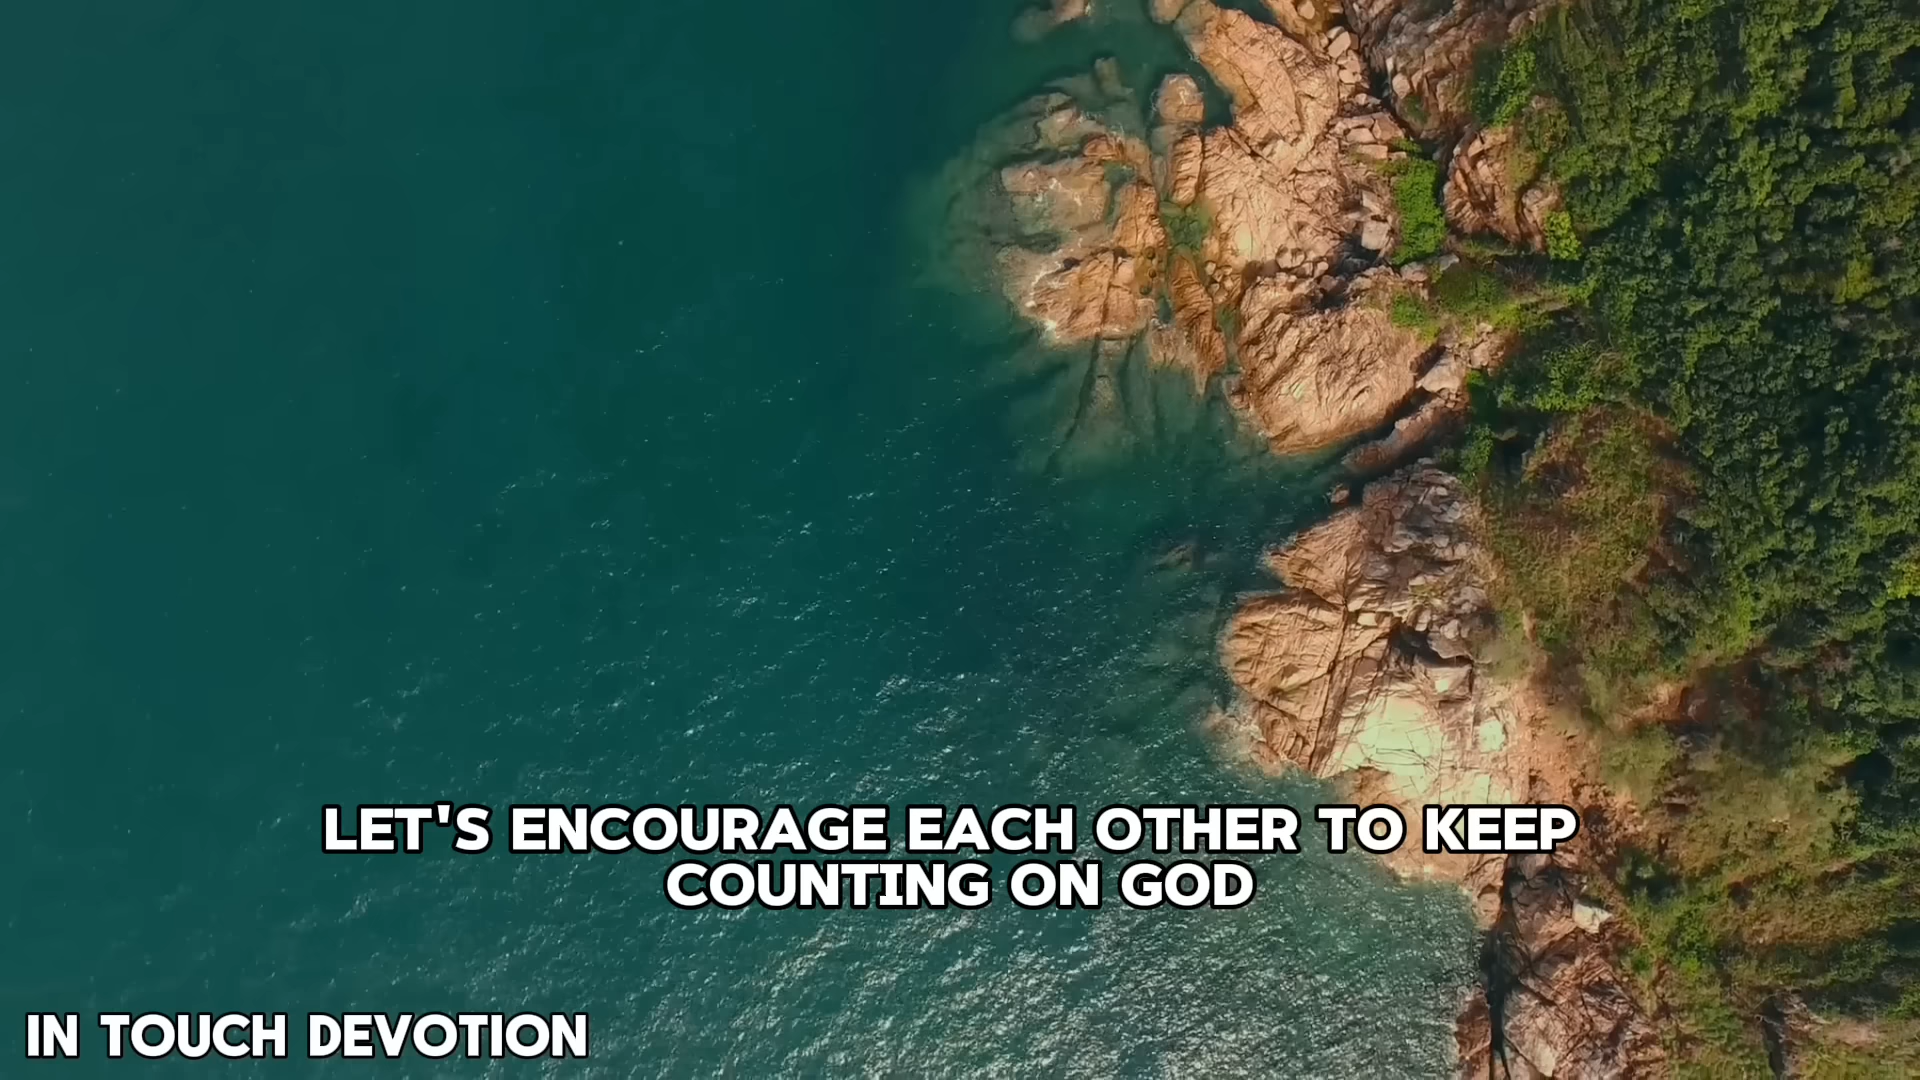 LET'S ENCOURAGE EACH OTHER TO KEEP
COUNTING ON GOD
IN TOUCH DEVOTION